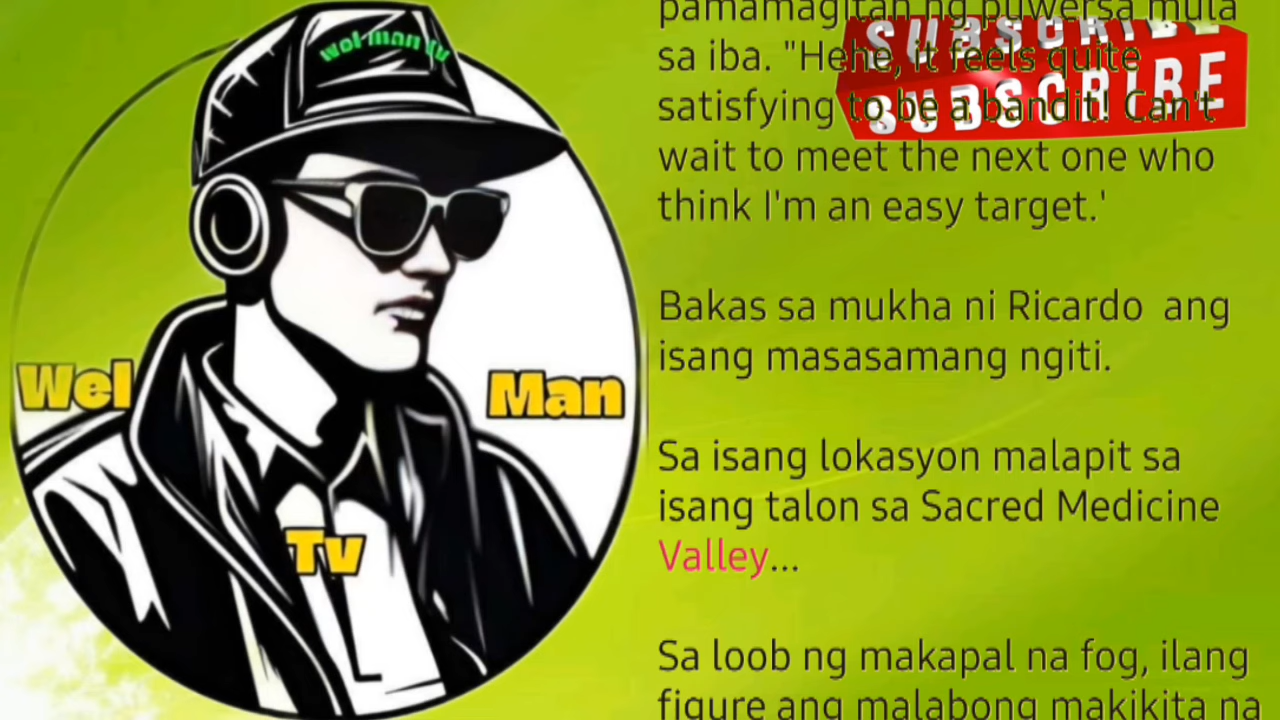 wel man tv
Wel
Man
Tv
SUBSCRIBE
SUBSCRIBE
pamamagitan ng puwersa mula
sa iba. "Hehe, it feels quite
satisfying to be a bandit! Can't
wait to meet the next one who
think I'm an easy target.'
Bakas sa mukha ni Ricardo ang
isang masasamang ngiti.
Sa isang lokasyon malapit sa
isang talon sa Sacred Medicine
Valley...
Sa loob ng makapal na fog, ilang
figure ang malabong makikita na